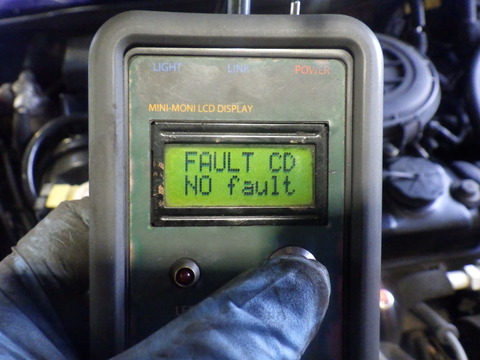 LIGHT LINK POWER
MINI-MONI LCD DISPLAY
FAULT CD
NO fault